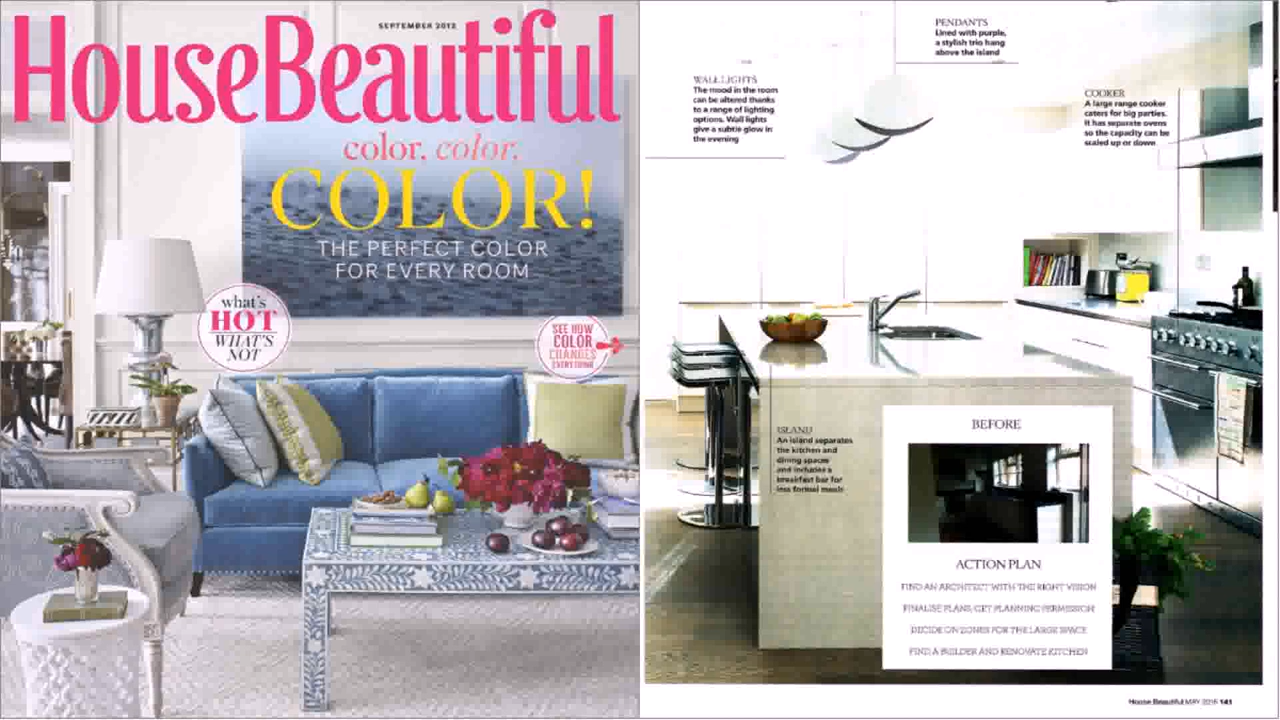 SEPTEMBER 2012
HouseBeautiful
color. color.
COLOR!
THE PERFECT COLOR
FOR EVERY ROOM
what's
HOT
WHAT'S
NOT
SEE HOW
COLOR
CHANGES
EVERYTHING
PENDANTS
Lined with purple,
a stylish trio hang
above the island
WALL LIGHTS
The mood in the room
can be altered thanks
to a range of lighting
options. Wall lights
give a subtle glow in
the evening
COOKER
A large range cooker
caters for big parties.
It has separate ovens
so the capacity can be
scaled up or down
ISLAND
An island separates
the kitchen and
dining spaces
and includes a
breakfast bar for
less formal meals
BEFORE
ACTION PLAN
FIND AN ARCHITECT WITH THE RIGHT VISION
FINALISE PLANS, GET PLANNING PERMISSION
DECIDE ON ZONES FOR THE LARGE SPACE
FIND A BUILDER AND RENOVATE KITCHEN
House Beautiful MAY 2015 141